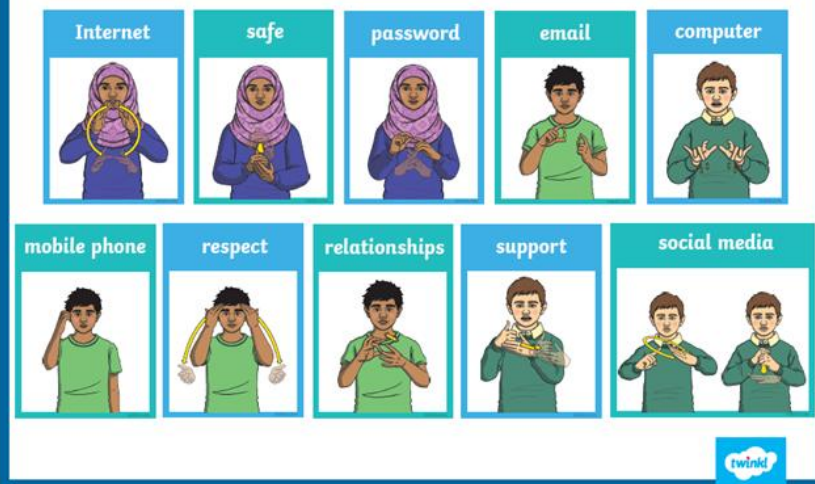 Internet
safe
password
email
computer
mobile phone
respect
relationships
support
social media
twinkl